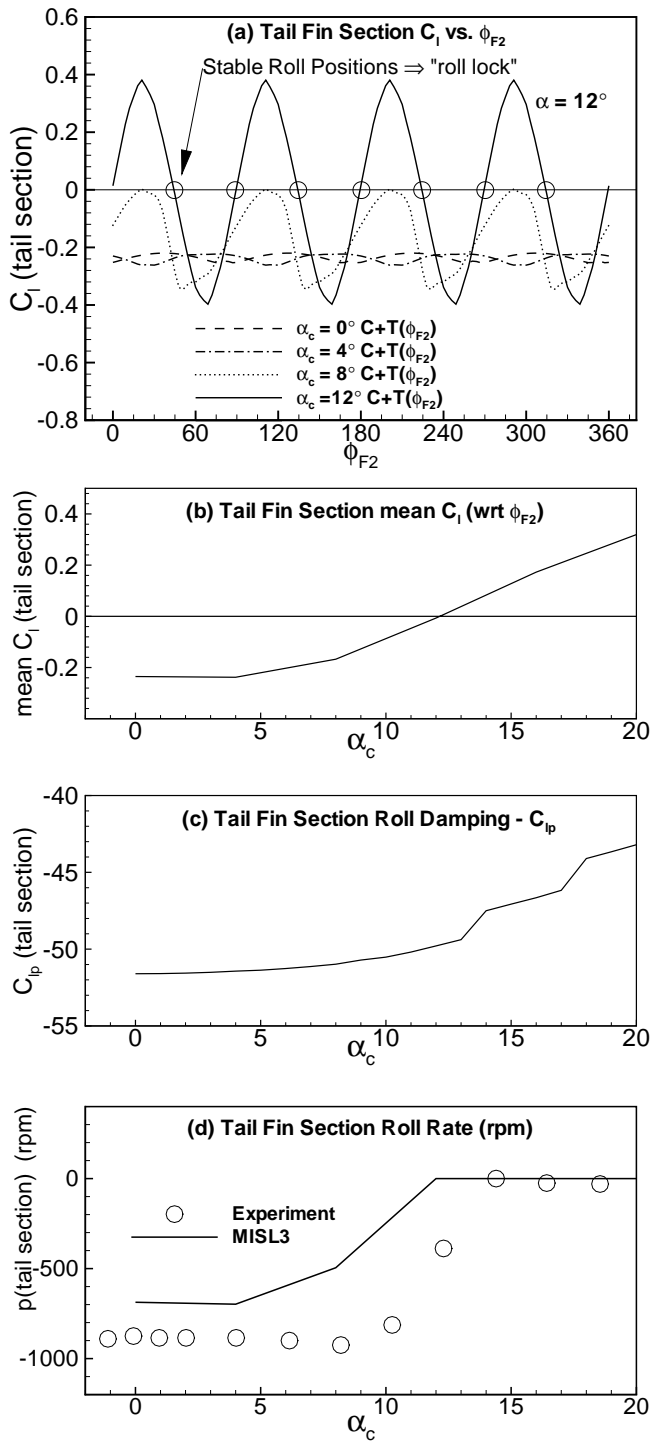 (a) Tail Fin Section C_l vs. ϕ_F2
Stable Roll Positions ⇒ "roll lock"
α = 12°
C_l (tail section)
0.6
0.4
0.2
0
-0.2
-0.4
-0.6
-0.8
α_c = 0° C+T(ϕ_F2)
α_c = 4° C+T(ϕ_F2)
α_c = 8° C+T(ϕ_F2)
α_c =12° C+T(ϕ_F2)
0 60 120 180 240 300 360
ϕ_F2
(b) Tail Fin Section mean C_l (wrt ϕ_F2)
mean C_l (tail section)
0.4
0.2
0
-0.2
0 5 10 15 20
α_c
(c) Tail Fin Section Roll Damping - C_lp
C_lp (tail section)
-40
-45
-50
-55
0 5 10 15 20
α_c
(d) Tail Fin Section Roll Rate (rpm)
p(tail section) (rpm)
0
-500
-1000
Experiment
MISL3
0 5 10 15 20
α_c